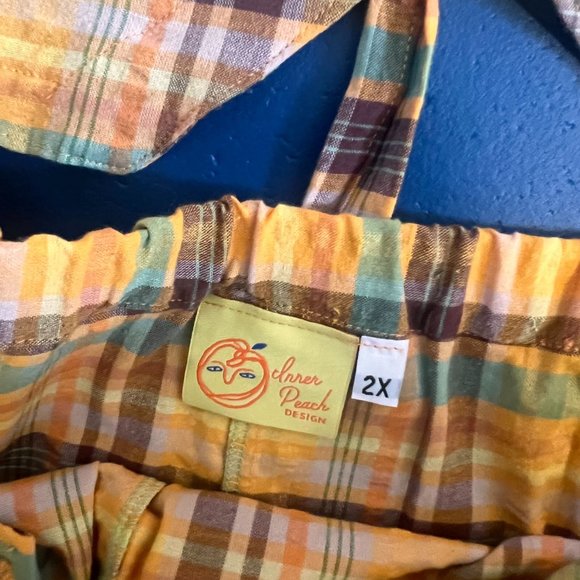 Inner
Peach
DESIGN
2X